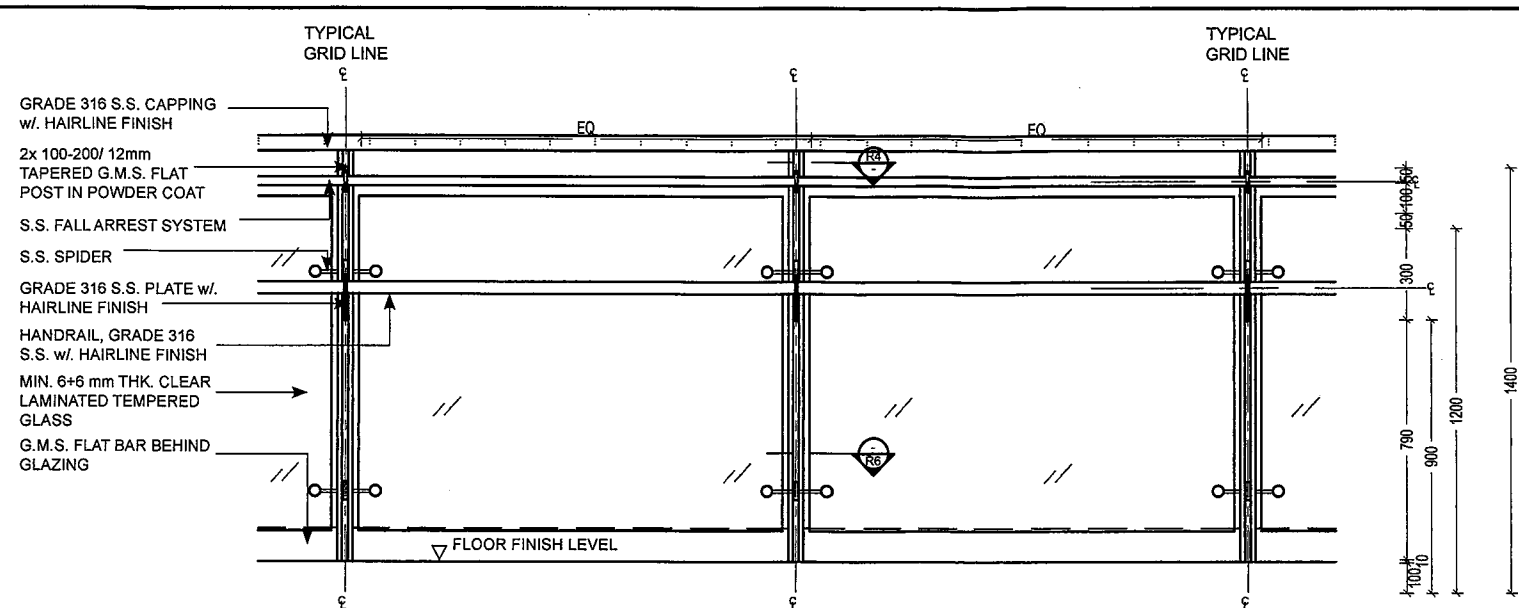 TYPICAL
GRID LINE
TYPICAL
GRID LINE
℄
℄
℄
GRADE 316 S.S. CAPPING
w/. HAIRLINE FINISH
EQ
EQ
2x 100-200/ 12mm
TAPERED G.M.S. FLAT
POST IN POWDER COAT
R4
-
S.S. FALL ARREST SYSTEM
S.S. SPIDER
GRADE 316 S.S. PLATE w/.
HAIRLINE FINISH
HANDRAIL, GRADE 316
S.S. w/. HAIRLINE FINISH
MIN. 6+6 mm THK. CLEAR
LAMINATED TEMPERED
GLASS
G.M.S. FLAT BAR BEHIND
GLAZING
-
R6
FLOOR FINISH LEVEL
℄
℄
℄
50
100
50
300
℄
790
100
10
900
1200
1400